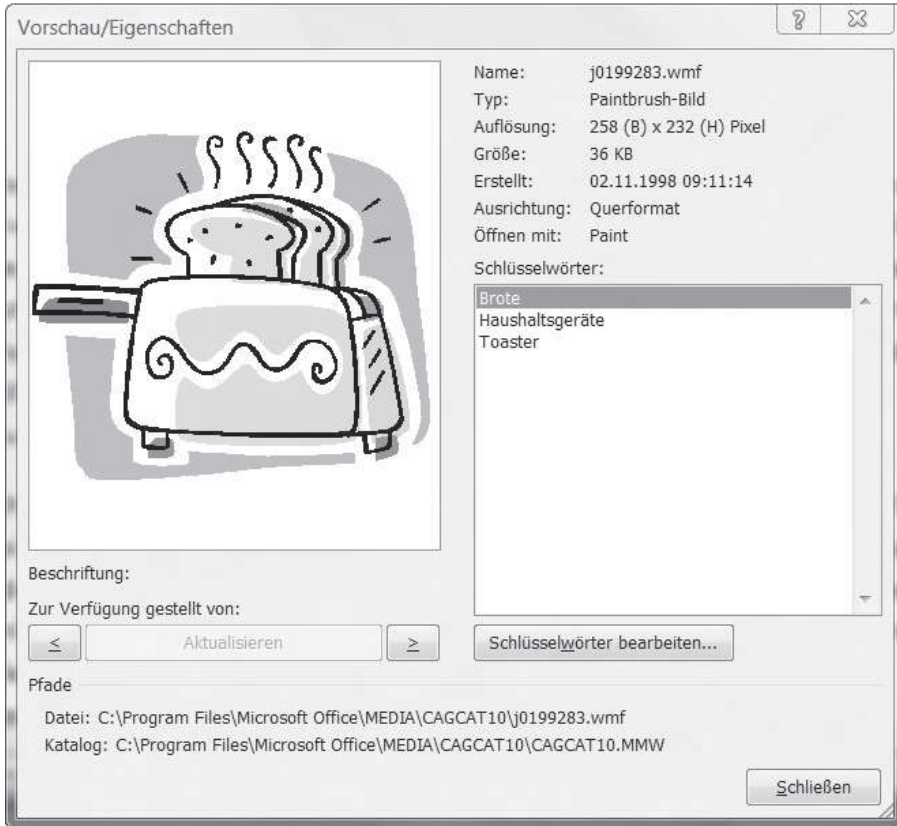 Vorschau/Eigenschaften
Name: j0199283.wmf
Typ: Paintbrush-Bild
Auflösung: 258 (B) x 232 (H) Pixel
Größe: 36 KB
Erstellt: 02.11.1998 09:11:14
Ausrichtung: Querformat
Öffnen mit: Paint
Schlüsselwörter:
Brote
Haushaltsgeräte
Toaster
Beschriftung:
Zur Verfügung gestellt von:
< Aktualisieren >
Schlüsselwörter bearbeiten...
Pfade
Datei: C:\Program Files\Microsoft Office\MEDIA\CAGCAT10\j0199283.wmf
Katalog: C:\Program Files\Microsoft Office\MEDIA\CAGCAT10\CAGCAT10.MMW
Schließen